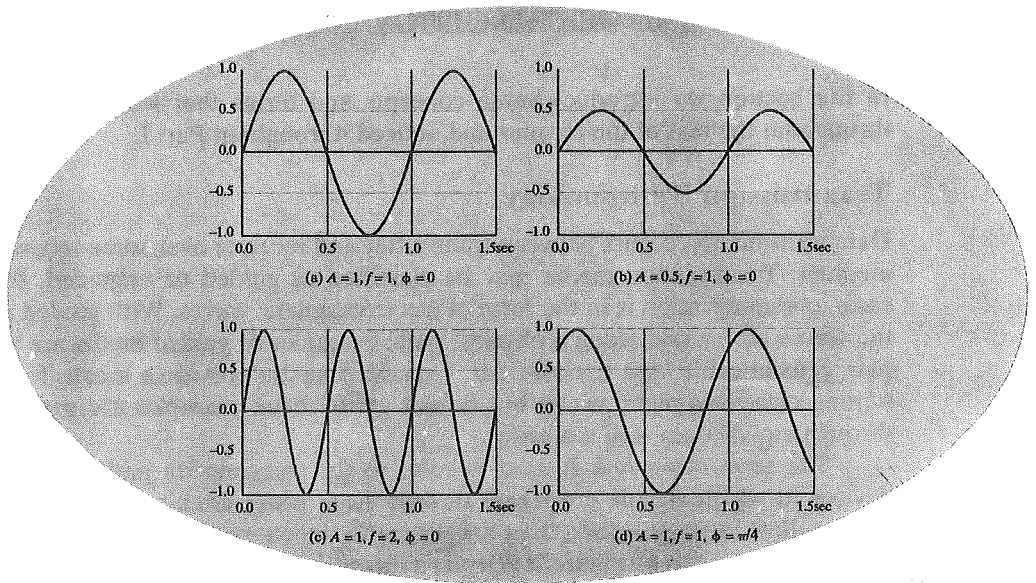 1.0 1.0
0.5 0.5
0.0 0.0
–0.5 –0.5
–1.0 –1.0
0.0 0.5 1.0 1.5sec 0.0 0.5 1.0 1.5sec
(a) A = 1, f = 1, ϕ = 0 (b) A = 0.5, f = 1, ϕ = 0
1.0 1.0
0.5 0.5
0.0 0.0
–0.5 –0.5
–1.0 –1.0
0.0 0.5 1.0 1.5sec 0.0 0.5 1.0 1.5sec
(c) A = 1, f = 2, ϕ = 0 (d) A = 1, f = 1, ϕ = π/4